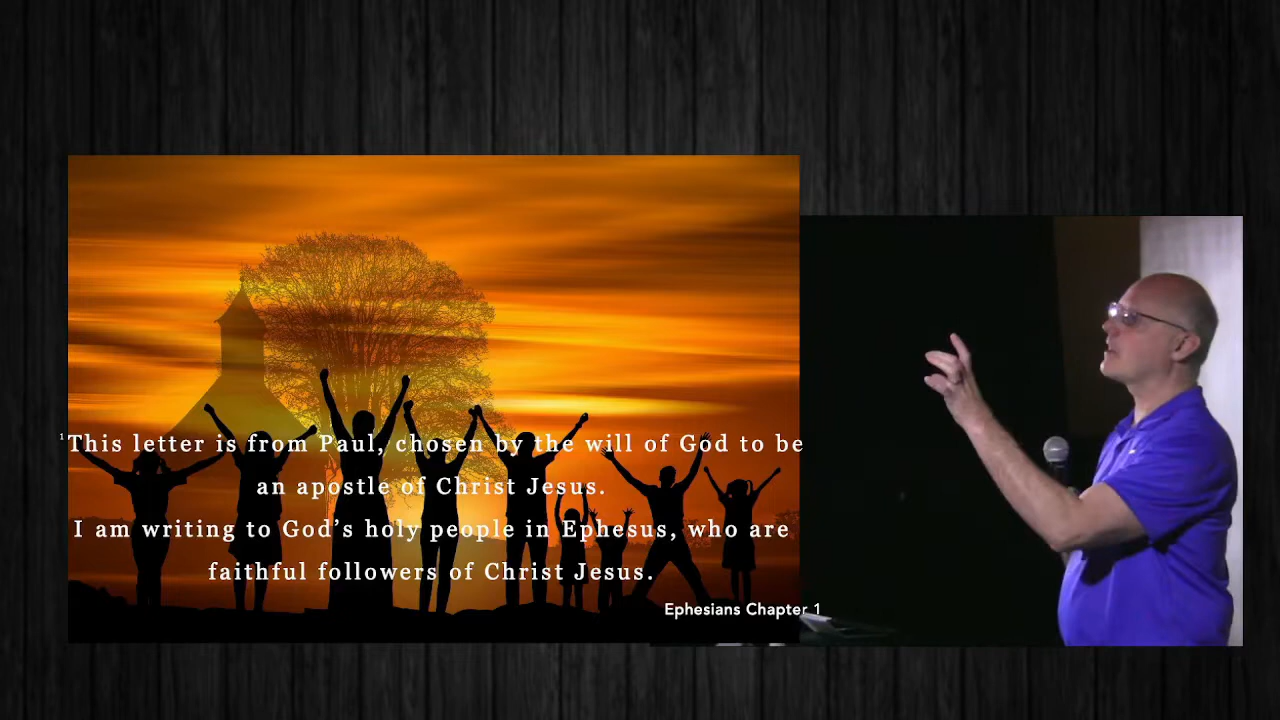 ¹This letter is from Paul, chosen by the will of God to be
an apostle of Christ Jesus.
I am writing to God’s holy people in Ephesus, who are
faithful followers of Christ Jesus.
Ephesians Chapter 1